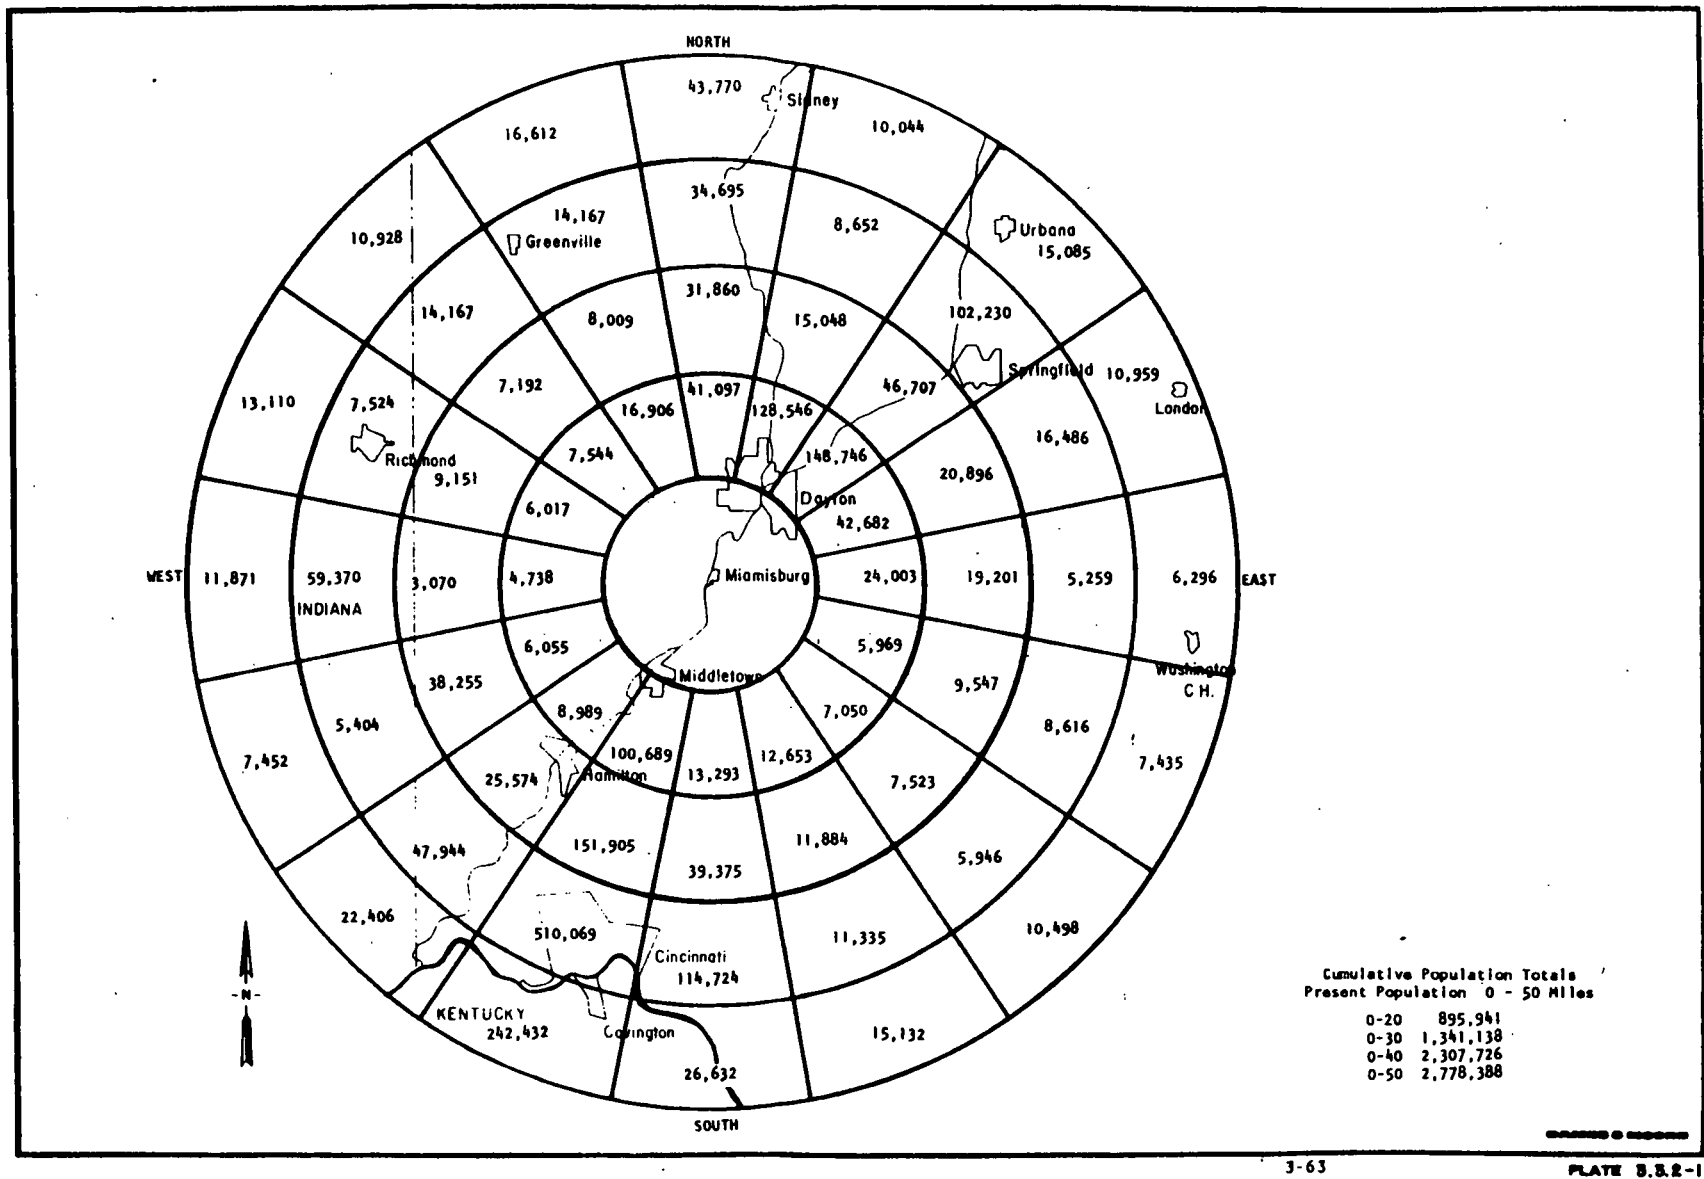 NORTH
43,770
Sidney
16,612
10,044
34,695
14,167
8,652
Greenville
Urbana
15,085
10,928
31,860
14,167
8,009
15,048
102,230
Springfield
10,959
London
7,192
41,097
46,707
13,110
7,524
16,906
128,546
16,486
Richmond
9,151
7,544
148,746
20,896
Dayton
6,017
42,682
WEST
11,871
59,370
3,070
4,738
Miamisburg
24,003
19,201
5,259
6,296
EAST
INDIANA
6,055
5,969
Washington
C H.
38,255
Middletown
9,547
8,989
7,050
5,404
8,616
7,452
100,689
12,653
7,435
25,574
Hamilton
13,293
7,523
47,944
151,905
11,884
5,946
39,375
22,406
510,069
11,335
10,498
Cincinnati
114,724
KENTUCKY
242,432
Covington
15,132
26,632
SOUTH
-N-
Cumulative Population Totals
Present Population 0 - 50 Miles
0-20 895,941
0-30 1,341,138
0-40 2,307,726
0-50 2,778,388
3-63
PLATE 3.3.2-1